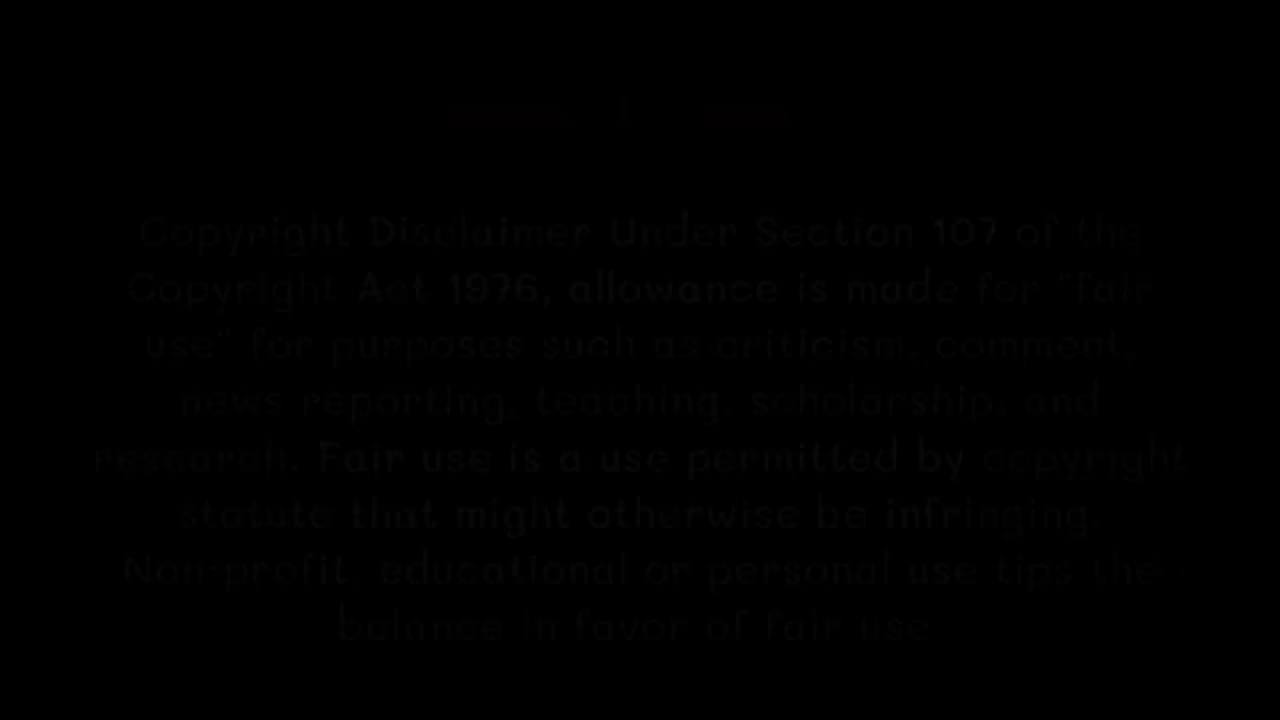 Copyright Disclaimer Under Section 107 of the
Copyright Act 1976, allowance is made for "fair
use" for purposes such as criticism, comment,
news reporting, teaching, scholarship, and
research. Fair use is a use permitted by copyright
statute that might otherwise be infringing.
Non-profit, educational or personal use tips the
balance in favor of fair use